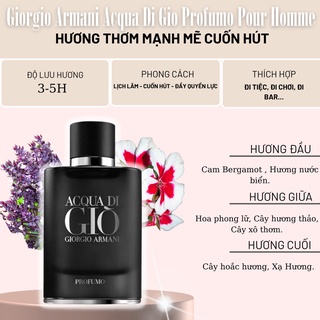 Giorgio Armani Acqua Di Gio Profumo Pour Homme
HƯƠNG THƠM MẠNH MẼ CUỐN HÚT
ĐỘ LƯU HƯƠNG
3-5H
PHONG CÁCH
LỊCH LÃM - CUỐN HÚT - ĐẦY QUYỀN LỰC
THÍCH HỢP
ĐI TIỆC, ĐI CHƠI, ĐI
BAR...
HƯƠNG ĐẦU
Cam Bergamot , Hương nước
biển.
HƯƠNG GIỮA
Hoa phong lữ, Cây hương thảo,
Cây xô thơm.
HƯƠNG CUỐI
Cây hoắc hương, Xạ Hương.
ACQUA DI
GIÒ
GIORGIO ARMANI
PROFUMO